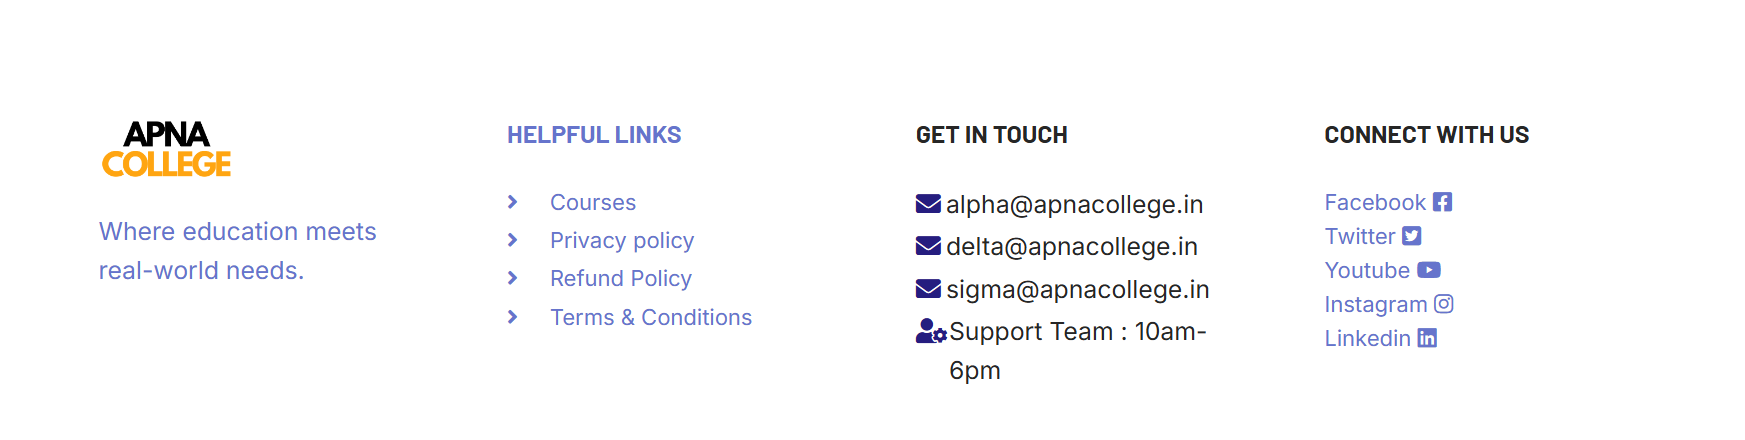 APNA
COLLEGE
Where education meets
real-world needs.
HELPFUL LINKS
Courses
Privacy policy
Refund Policy
Terms & Conditions
GET IN TOUCH
alpha@apnacollege.in
delta@apnacollege.in
sigma@apnacollege.in
Support Team : 10am-
6pm
CONNECT WITH US
Facebook
Twitter
Youtube
Instagram
Linkedin